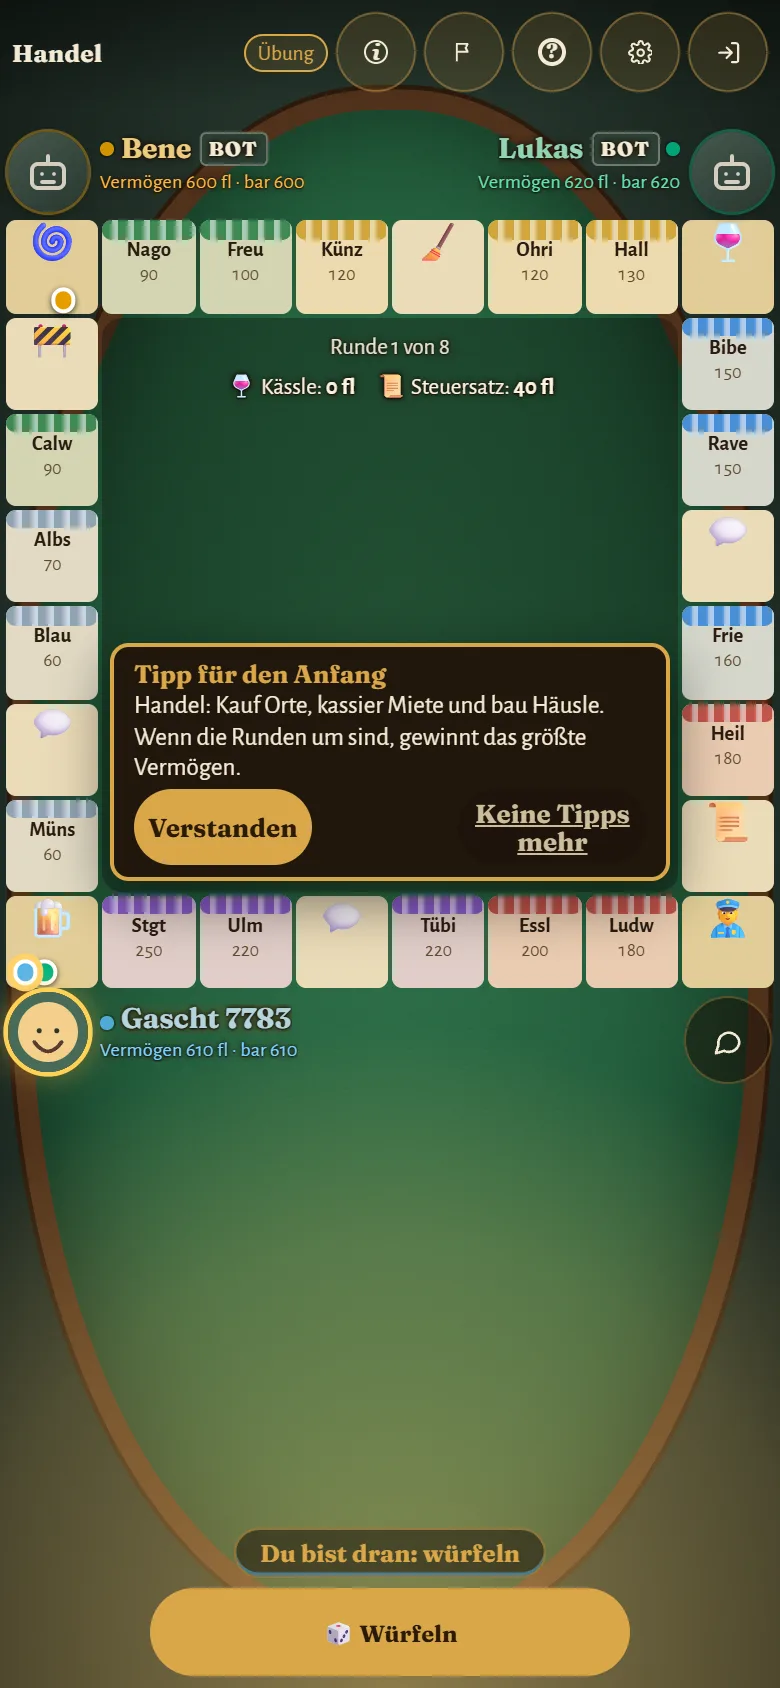 Handel
Übung
Bene BOT
Vermögen 600 fl · bar 600
Lukas BOT
Vermögen 620 fl · bar 620
Nago
90
Freu
100
Künz
120
Ohri
120
Hall
130
Runde 1 von 8
Kässle: 0 fl
Steuersatz: 40 fl
Bibe
150
Calw
90
Rave
150
Albs
70
Blau
60
Frie
160
Tipp für den Anfang
Handel: Kauf Orte, kassier Miete und bau Häusle.
Wenn die Runden um sind, gewinnt das größte
Vermögen.
Verstanden
Keine Tipps
mehr
Heil
180
Müns
60
Stgt
250
Ulm
220
Tübi
220
Essl
200
Ludw
180
Gascht 7783
Vermögen 610 fl · bar 610
Du bist dran: würfeln
Würfeln